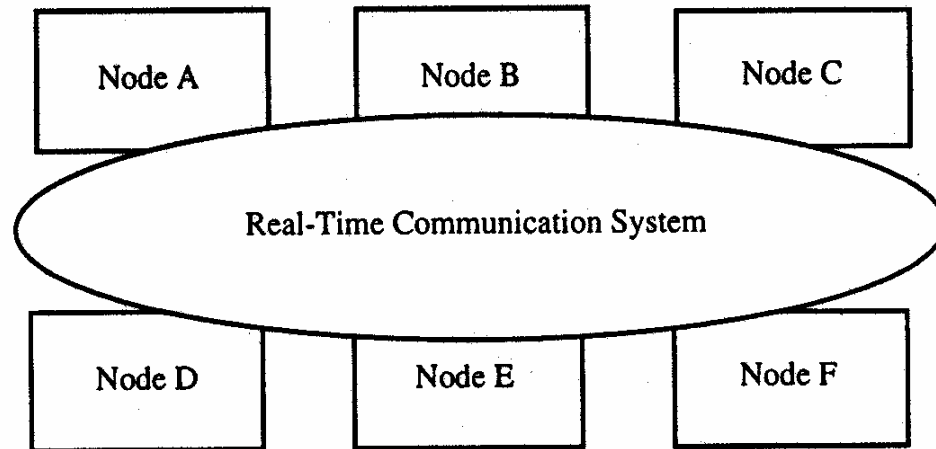 Node A
Node B
Node C
Real-Time Communication System
Node D
Node E
Node F